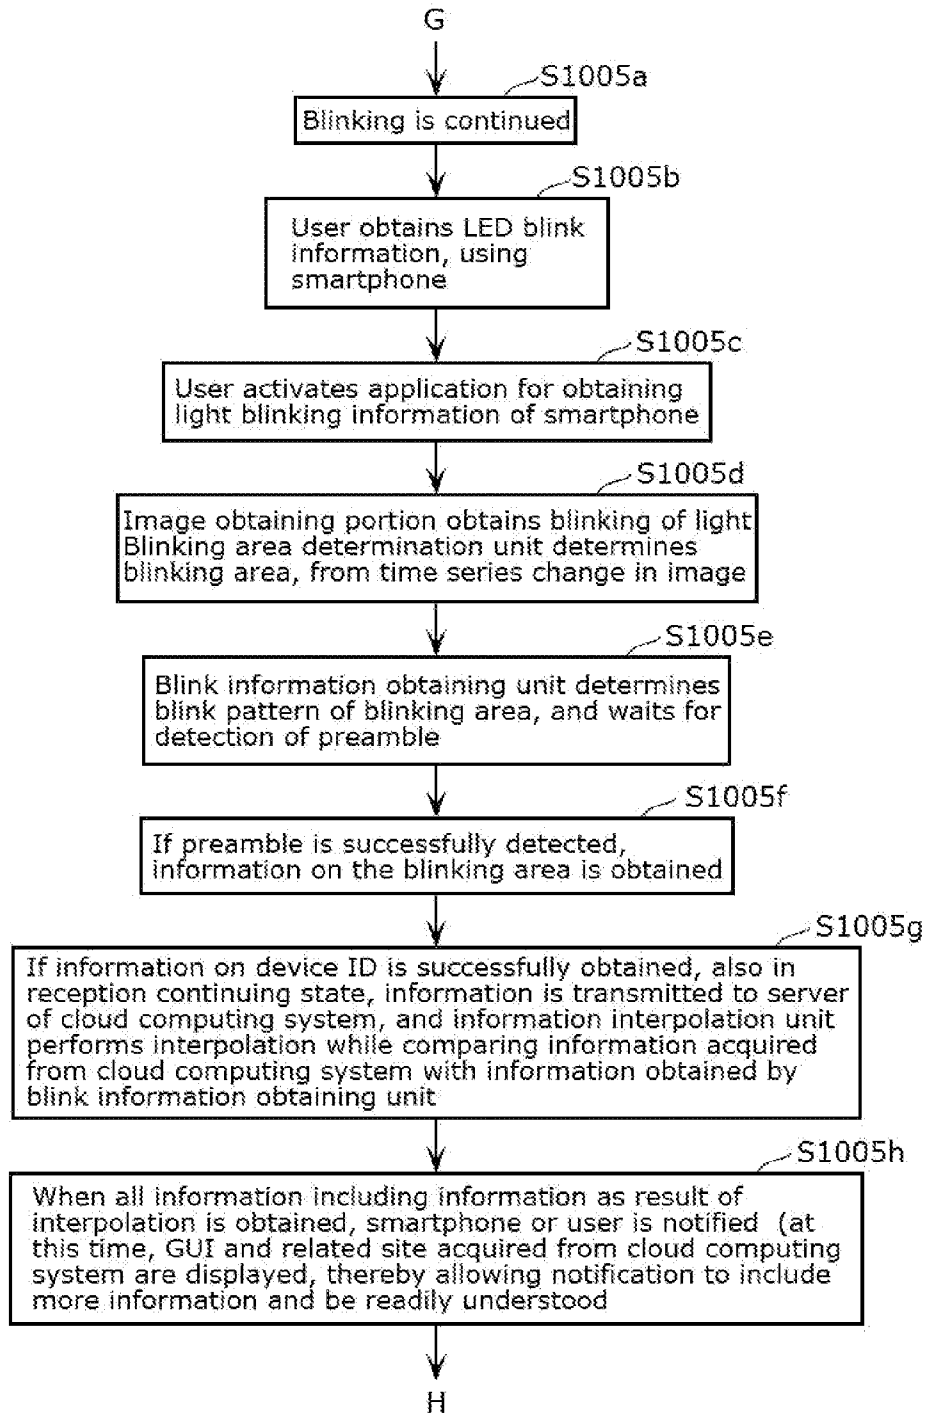 G
S1005a
Blinking is continued
S1005b
User obtains LED blink
information, using
smartphone
S1005c
User activates application for obtaining
light blinking information of smartphone
S1005d
Image obtaining portion obtains blinking of light
Blinking area determination unit determines
blinking area, from time series change in image
S1005e
Blink information obtaining unit determines
blink pattern of blinking area, and waits for
detection of preamble
S1005f
If preamble is successfully detected,
information on the blinking area is obtained
S1005g
If information on device ID is successfully obtained, also in
reception continuing state, information is transmitted to server
of cloud computing system, and information interpolation unit
performs interpolation while comparing information acquired
from cloud computing system with information obtained by
blink information obtaining unit
S1005h
When all information including information as result of
interpolation is obtained, smartphone or user is notified (at
this time, GUI and related site acquired from cloud computing
system are displayed, thereby allowing notification to include
more information and be readily understood
H